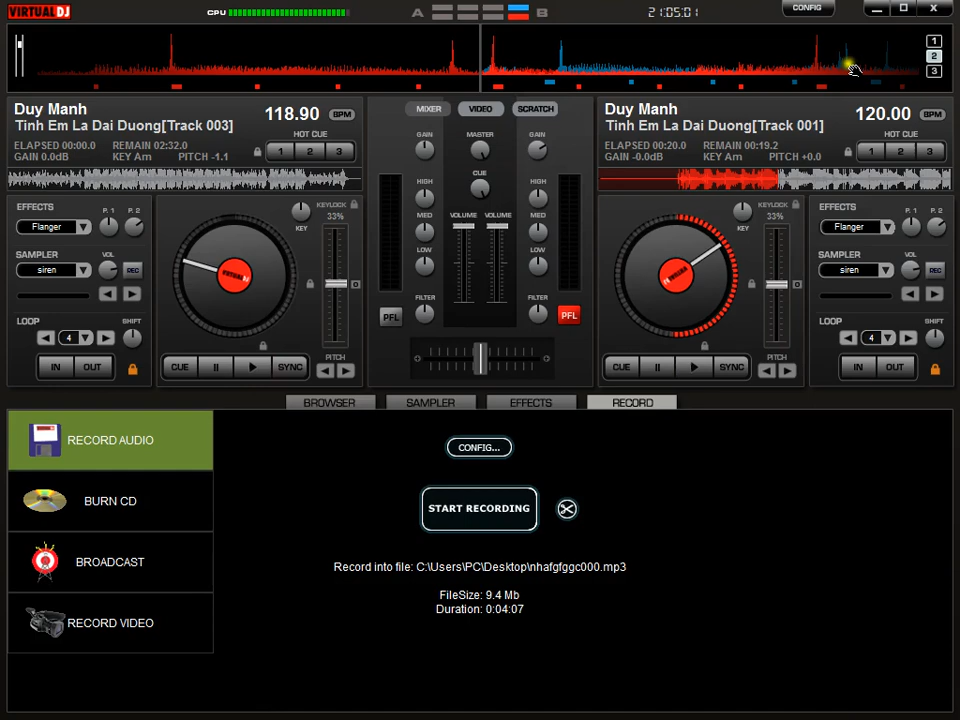 VIRTUAL DJ
CPU
A
B
21:05:01
CONFIG
X
1
2
3
Duy Manh
Tinh Em La Dai Duong[Track 003]
118.90 BPM
HOT CUE
ELAPSED 00:00.0 REMAIN 02:32.0
GAIN 0.0dB KEY Am PITCH -1.1
1 2 3
MIXER VIDEO SCRATCH
GAIN MASTER GAIN
HIGH CUE HIGH
MED VOLUME VOLUME MED
LOW LOW
FILTER FILTER
PFL PFL
Duy Manh
Tinh Em La Dai Duong[Track 001]
120.00 BPM
HOT CUE
ELAPSED 00:20.0 REMAIN 00:19.2
GAIN -0.0dB KEY Am PITCH +0.0
1 2 3
EFFECTS P. 1 P. 2
Flanger
SAMPLER VOL
siren REC
LOOP SHIFT
4
IN OUT
KEYLOCK
33%
KEY
VIRTUAL DJ
CUE SYNC
PITCH
KEYLOCK
33%
KEY
CUE SYNC
PITCH
EFFECTS P. 1 P. 2
Flanger
SAMPLER VOL
siren REC
LOOP SHIFT
4
IN OUT
BROWSER SAMPLER EFFECTS RECORD
RECORD AUDIO
BURN CD
BROADCAST
RECORD VIDEO
CONFIG...
START RECORDING
Record into file: C:\Users\PC\Desktop\nhafgfggc000.mp3
FileSize: 9.4 Mb
Duration: 0:04:07